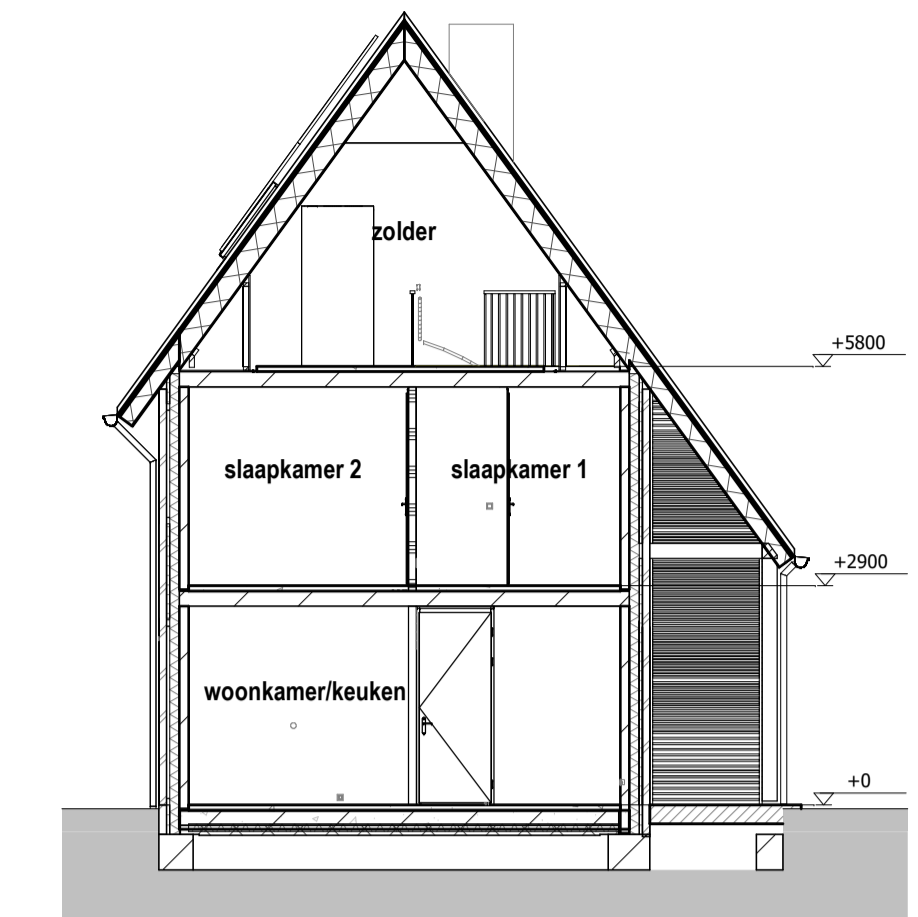 zolder
+5800
slaapkamer 2
slaapkamer 1
+2900
woonkamer/keuken
+0